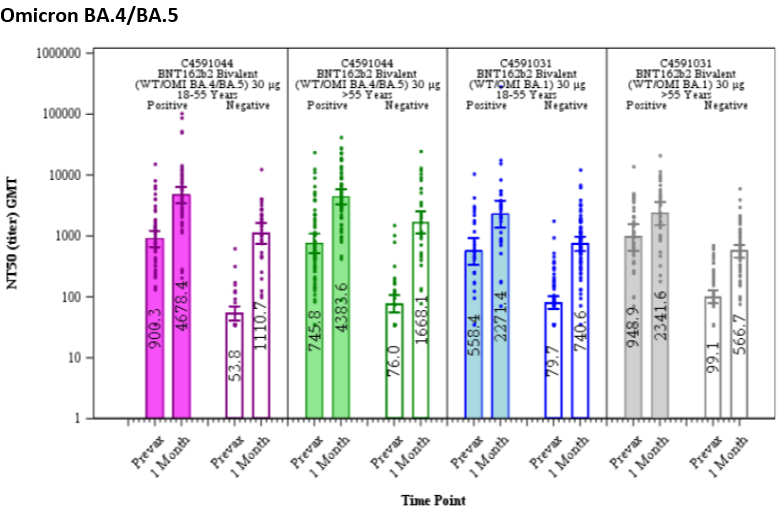 Omicron BA.4/BA.5
1000000
100000
10000
1000
100
10
1
NT50 (titer) GMT
C4591044
BNT162b2 Bivalent
(WT/OMI BA.4/BA.5) 30 µg
18-55 Years
Positive Negative
900.3
4678.4
53.8
1110.7
C4591044
BNT162b2 Bivalent
(WT/OMI BA.4/BA.5) 30 µg
>55 Years
Positive Negative
745.8
4383.6
76.0
1668.1
C4591031
BNT162b2 Bivalent
(WT/OMI BA.1) 30 µg
18-55 Years
Positive Negative
558.4
2271.4
79.7
740.6
C4591031
BNT162b2 Bivalent
(WT/OMI BA.1) 30 µg
>55 Years
Positive Negative
948.9
2341.6
99.1
566.7
Prevax
1 Month
Prevax
1 Month
Prevax
1 Month
Prevax
1 Month
Prevax
1 Month
Prevax
1 Month
Prevax
1 Month
Prevax
1 Month
Time Point